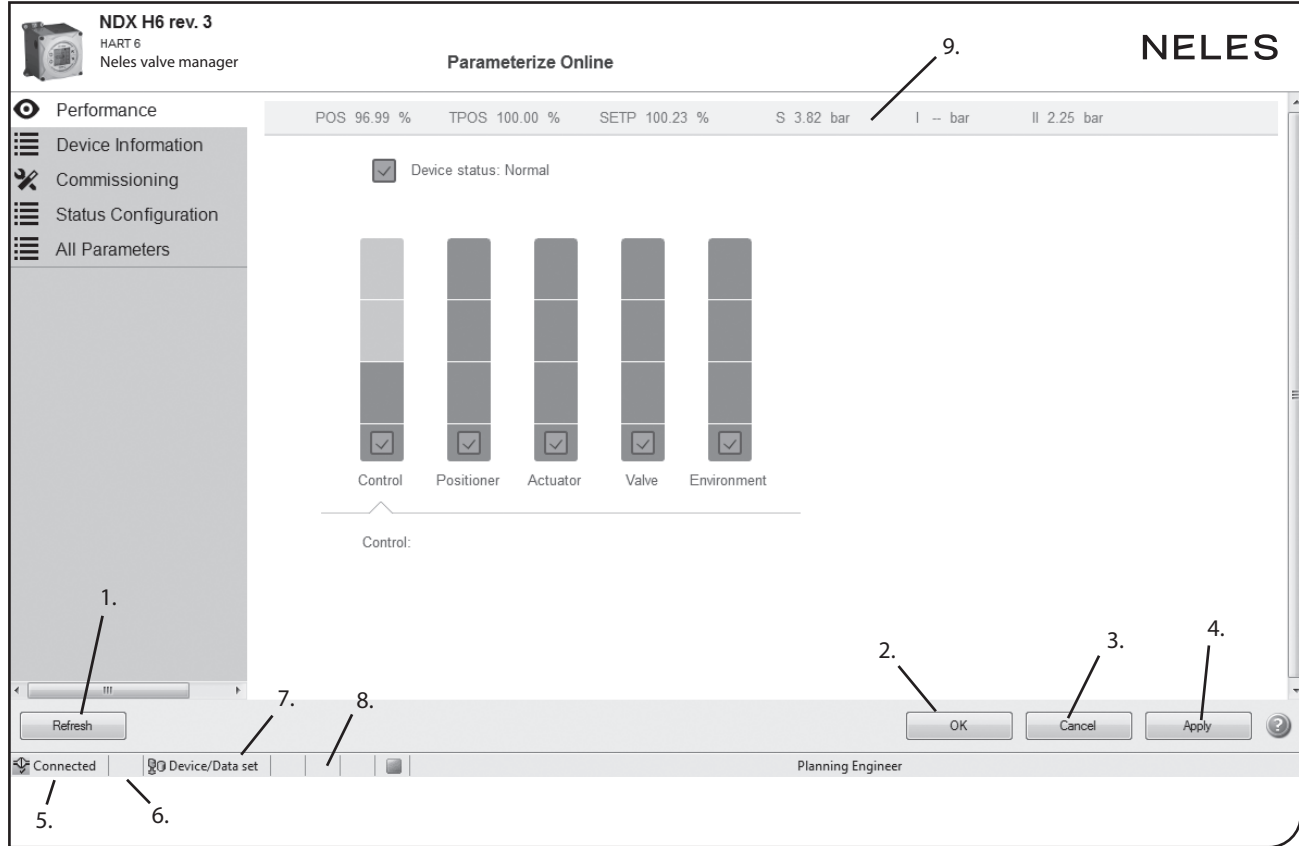 NDX H6 rev. 3
HART 6
Neles valve manager
Parameterize Online
9.
NELES
Performance
Device Information
Commissioning
Status Configuration
All Parameters
POS 96.99 % TPOS 100.00 % SETP 100.23 % S 3.82 bar I -- bar II 2.25 bar
Device status: Normal
Control Positioner Actuator Valve Environment
Control:
1.
2.
3.
4.
7.
8.
Refresh
OK
Cancel
Apply
?
Connected
Device/Data set
Planning Engineer
5.
6.